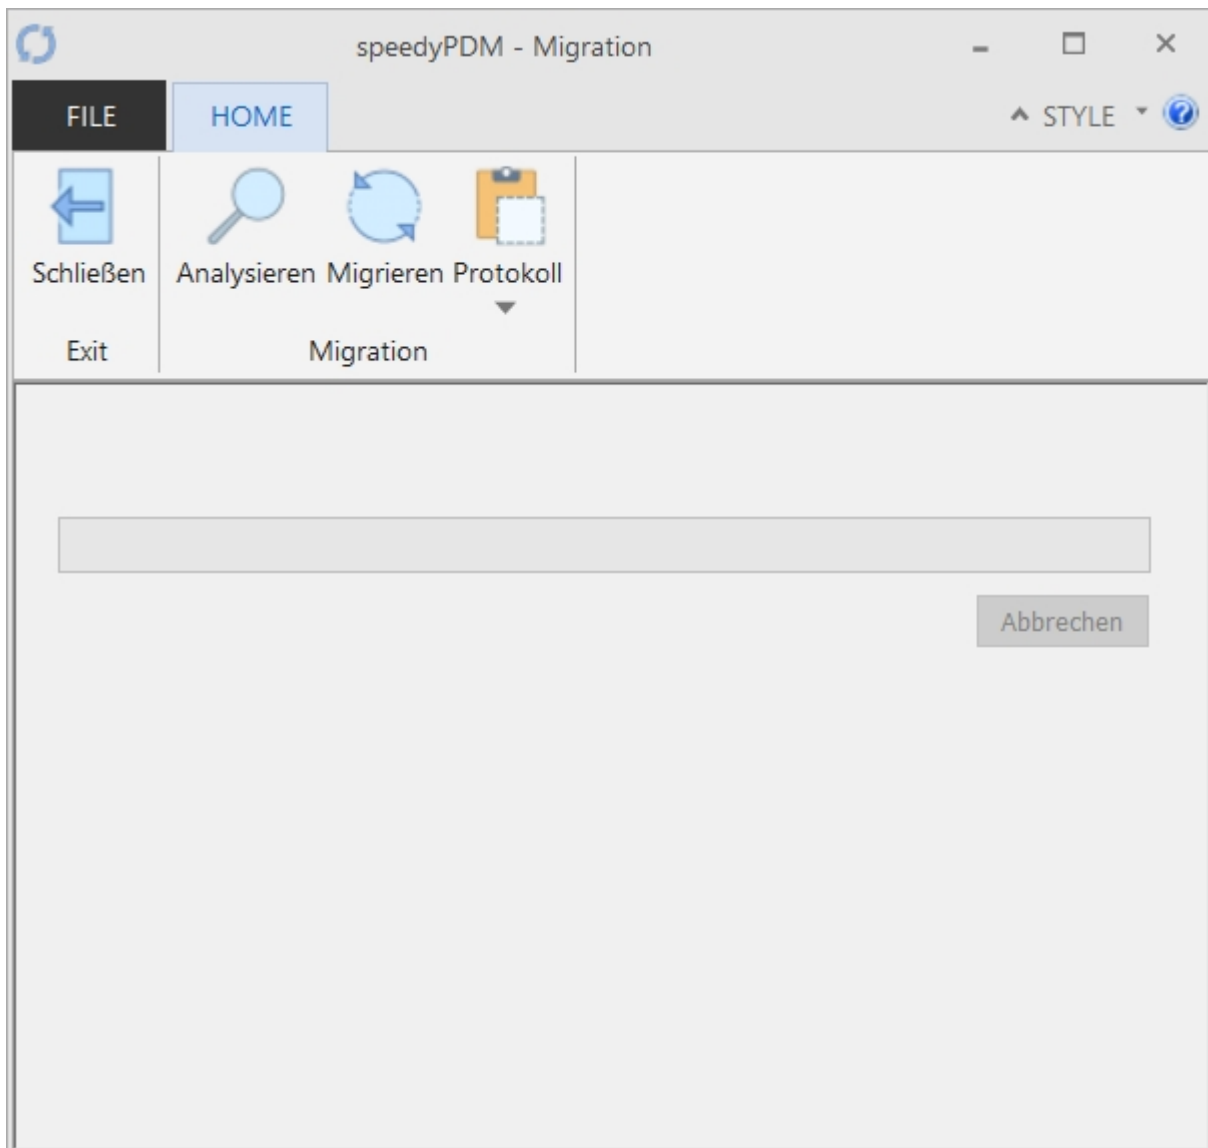 speedyPDM - Migration
FILE HOME STYLE
Schließen Analysieren Migrieren Protokoll
Exit Migration
Abbrechen